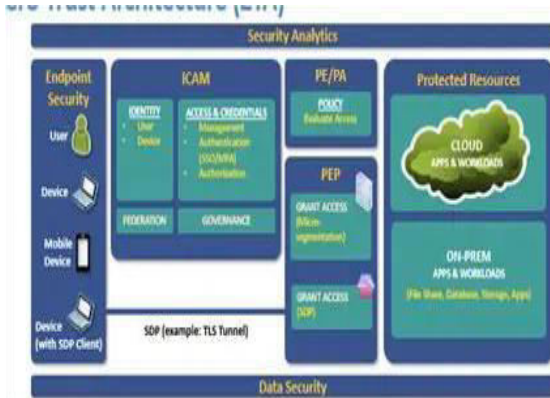 Trust Architecture (ZTA)
Security Analytics
Endpoint
Security
User
Device
Mobile
Device
Device
(with SDP Client)
ICAM
IDENTITY
• User
• Device
ACCESS & CREDENTIALS
• Management
• Authentication
(SSO/MFA)
• Authorization
FEDERATION
GOVERNANCE
SDP (example: TLS Tunnel)
PE/PA
POLICY
Evaluate Access
PEP
GRANT ACCESS
(Micro-
segmentation)
GRANT ACCESS
(SDP)
Protected Resources
CLOUD
APPS & WORKLOADS
ON-PREM
APPS & WORKLOADS
(File Share, Database, Storage, Apps)
Data Security